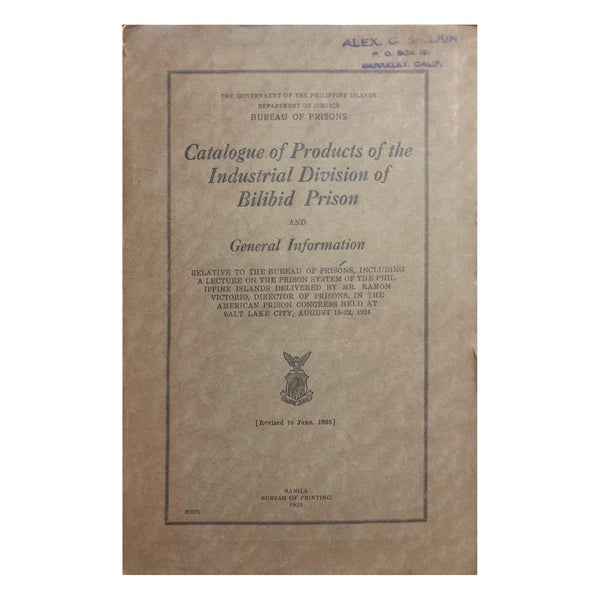 ALEX. G.
P. O. BOX 181
BERKELEY, CALIF.
THE GOVERNMENT OF THE PHILIPPINE ISLANDS
DEPARTMENT OF JUSTICE
BUREAU OF PRISONS
Catalogue of Products of the
Industrial Division of
Bilibid Prison
AND
General Information
RELATIVE TO THE BUREAU OF PRISONS, INCLUDING
A LECTURE ON THE PRISON SYSTEM OF THE PHIL-
IPPINE ISLANDS DELIVERED BY MR. RAMON
VICTORIO, DIRECTOR OF PRISONS, IN THE
AMERICAN PRISON CONGRESS HELD AT
SALT LAKE CITY, AUGUST 15-22, 1924
[Revised to June, 1925]
MANILA
BUREAU OF PRINTING